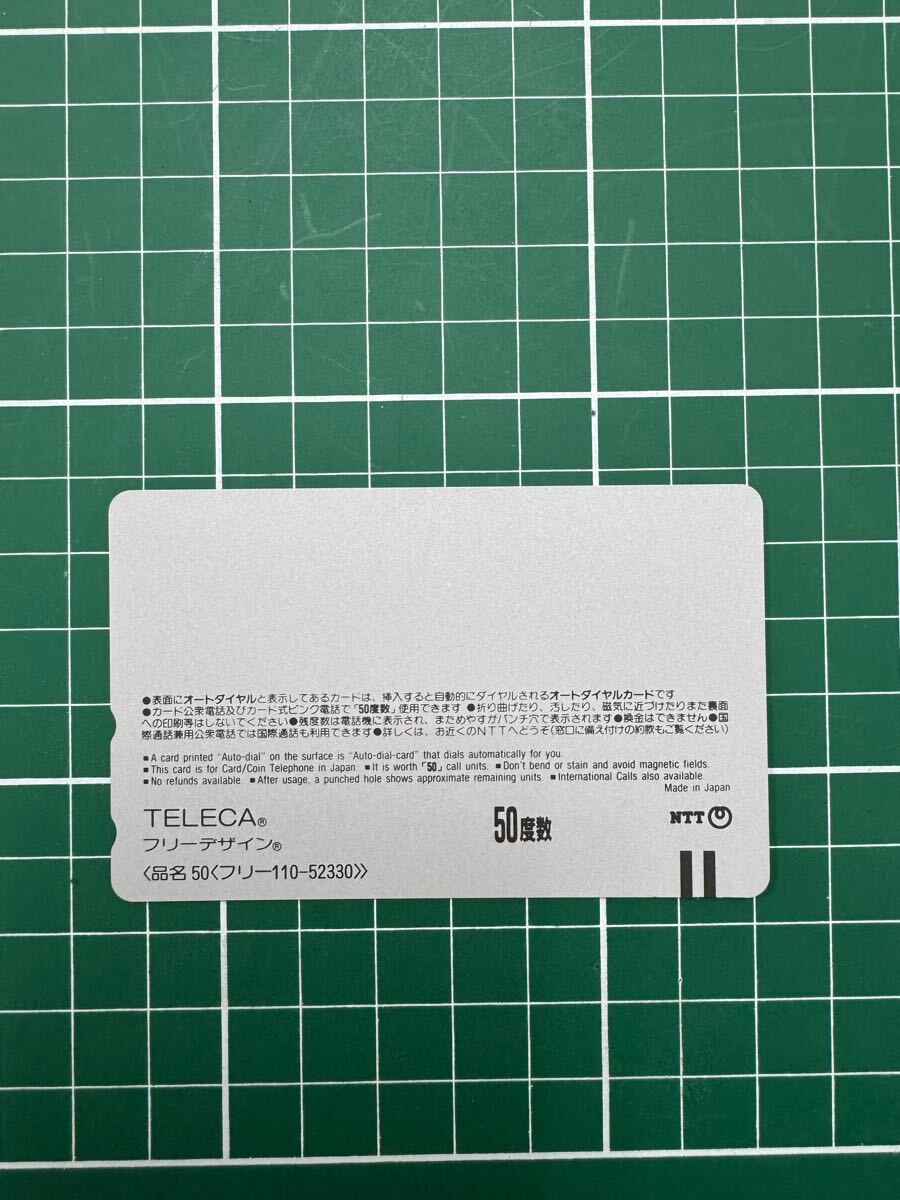 ●表面にオートダイヤルと表示してあるカードは、挿入すると自動的にダイヤルされるオートダイヤルカードです
●カード公衆電話及びカード式ピンク電話で「50度数」使用できます ●折り曲げたり、汚したり、磁気に近づけたりまた裏面
への印刷等はしないでください●残度数は電話機に表示され、まためやすがパンチ穴で表示されます●換金はできません●国
際通話兼用公衆電話では国際通話も利用できます●詳しくは、お近くのNTTへどうぞ(窓口に備え付けの約款もご覧ください)
■A card printed “Auto-dial” on the surface is “Auto-dial-card” that dials automatically for you.
■This card is for Card/Coin Telephone in Japan. ■It is worth「50」call units. ■Don't bend or stain and avoid magnetic fields.
■No refunds available. ■After usage, a punched hole shows approximate remaining units. ■International Calls also available.
Made in Japan
TELECA®
フリーデザイン®
50度数
NTT
〈品名 50〈フリー110-52330〉〉